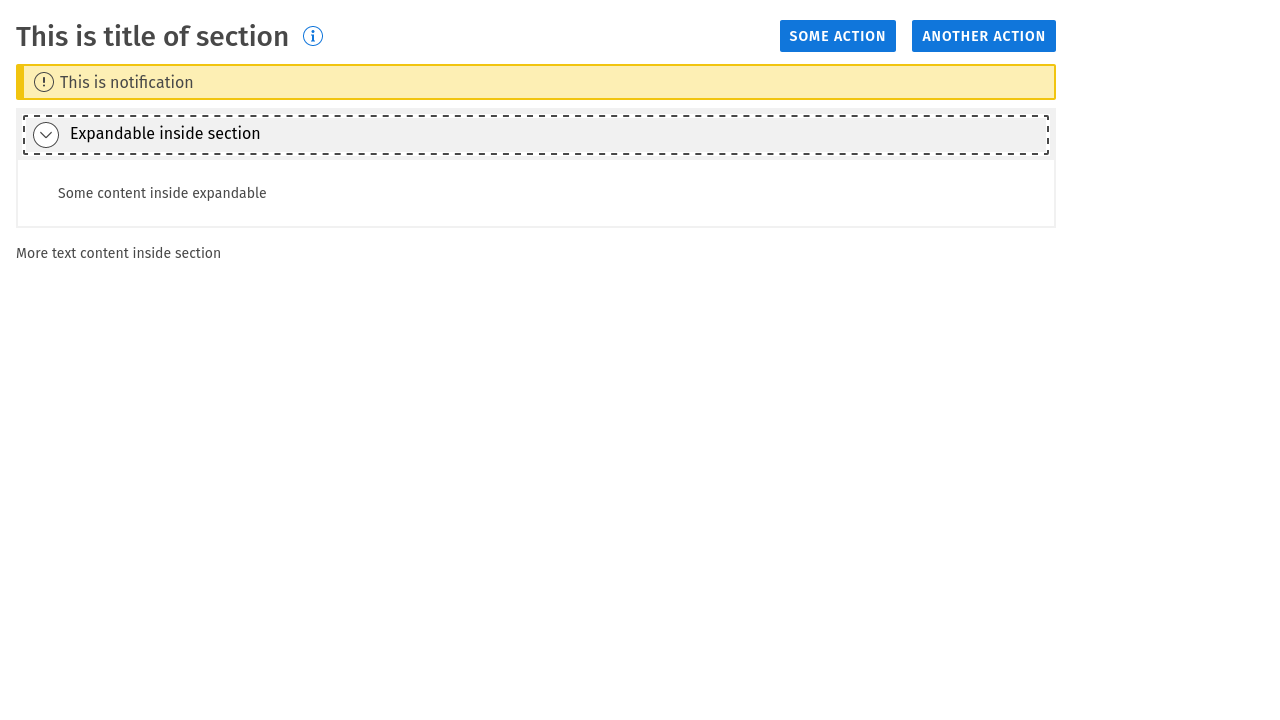 This is title of section
SOME ACTION
ANOTHER ACTION
This is notification
Expandable inside section
Some content inside expandable
More text content inside section